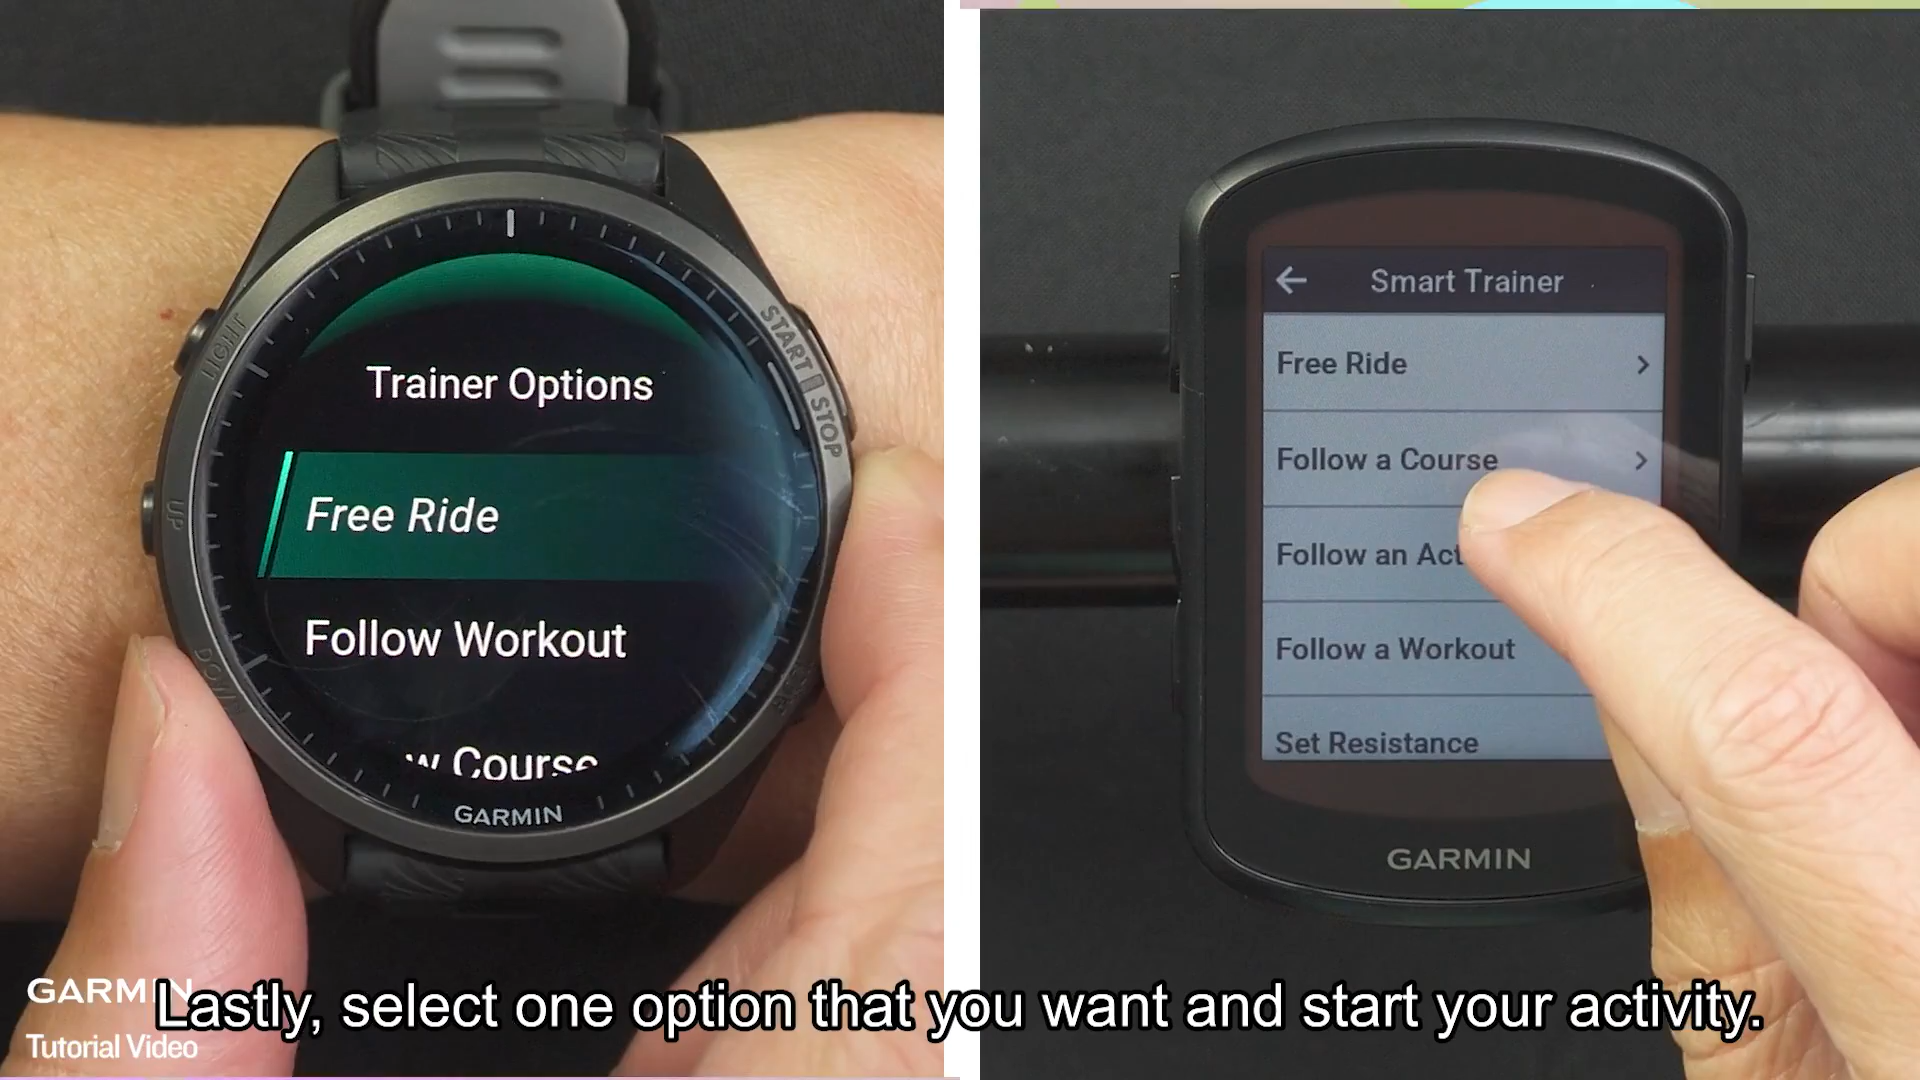 LIGHT
UP
DOWN
START
STOP
Trainer Options
Free Ride
Follow Workout
w Course
GARMIN
Smart Trainer
Free Ride
Follow a Course
Follow an Act
Follow a Workout
Set Resistance
GARMIN
GARMIN
Tutorial Video
Lastly, select one option that you want and start your activity.